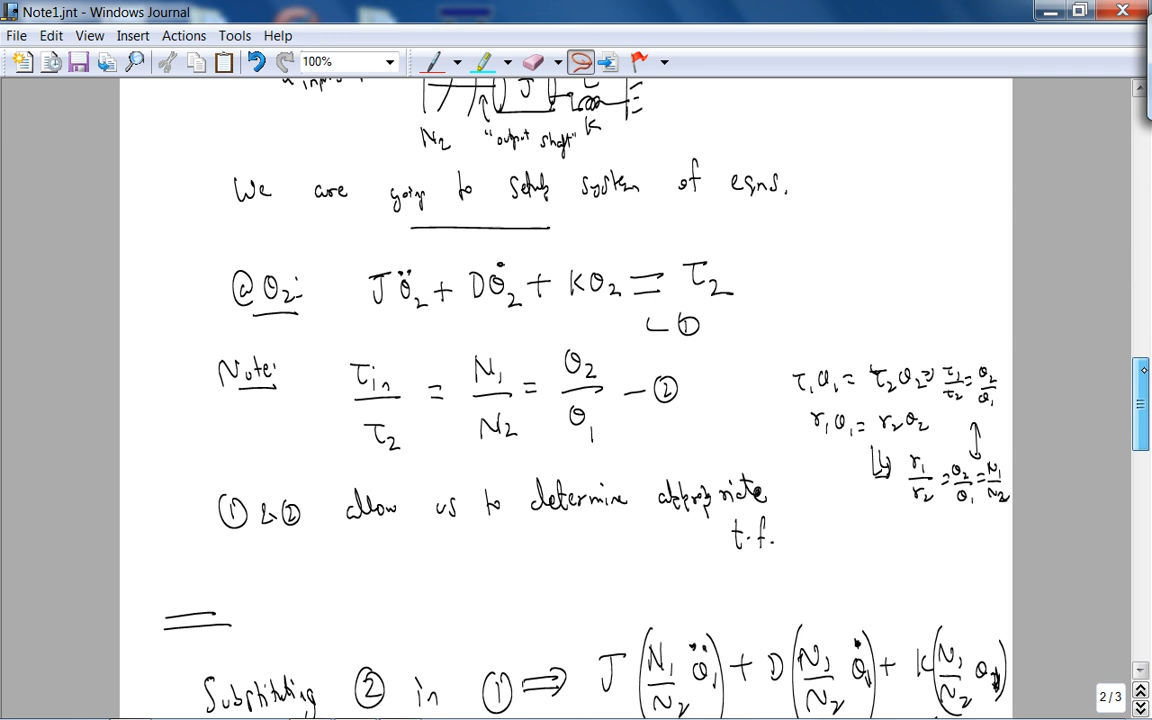 Note1.jnt - Windows Journal
File Edit View Insert Actions Tools Help
100%
input
J
K
N₂ "output shaft"
We are going to setup system of eqns.
@θ₂: Jθ̈₂ + Dθ̇₂ + Kθ₂ = τ₂
①
Note: τin/τ₂ = N₁/N₂ = θ₂/θ₁ – ②
τ₁θ₁ = τ₂θ₂ ⇒ τ₁/τ₂ = θ₂/θ₁
r₁θ₁ = r₂θ₂
↳ r₁/r₂ = θ₂/θ₁ = N₁/N₂
① & ② allow us to determine appropriate
t.f.
Substituting ② in ① ⟹ J(N₁/N₂ θ̈₁) + D(N₁/N₂ θ̇₁) + K(N₁/N₂ θ₁)
2/3